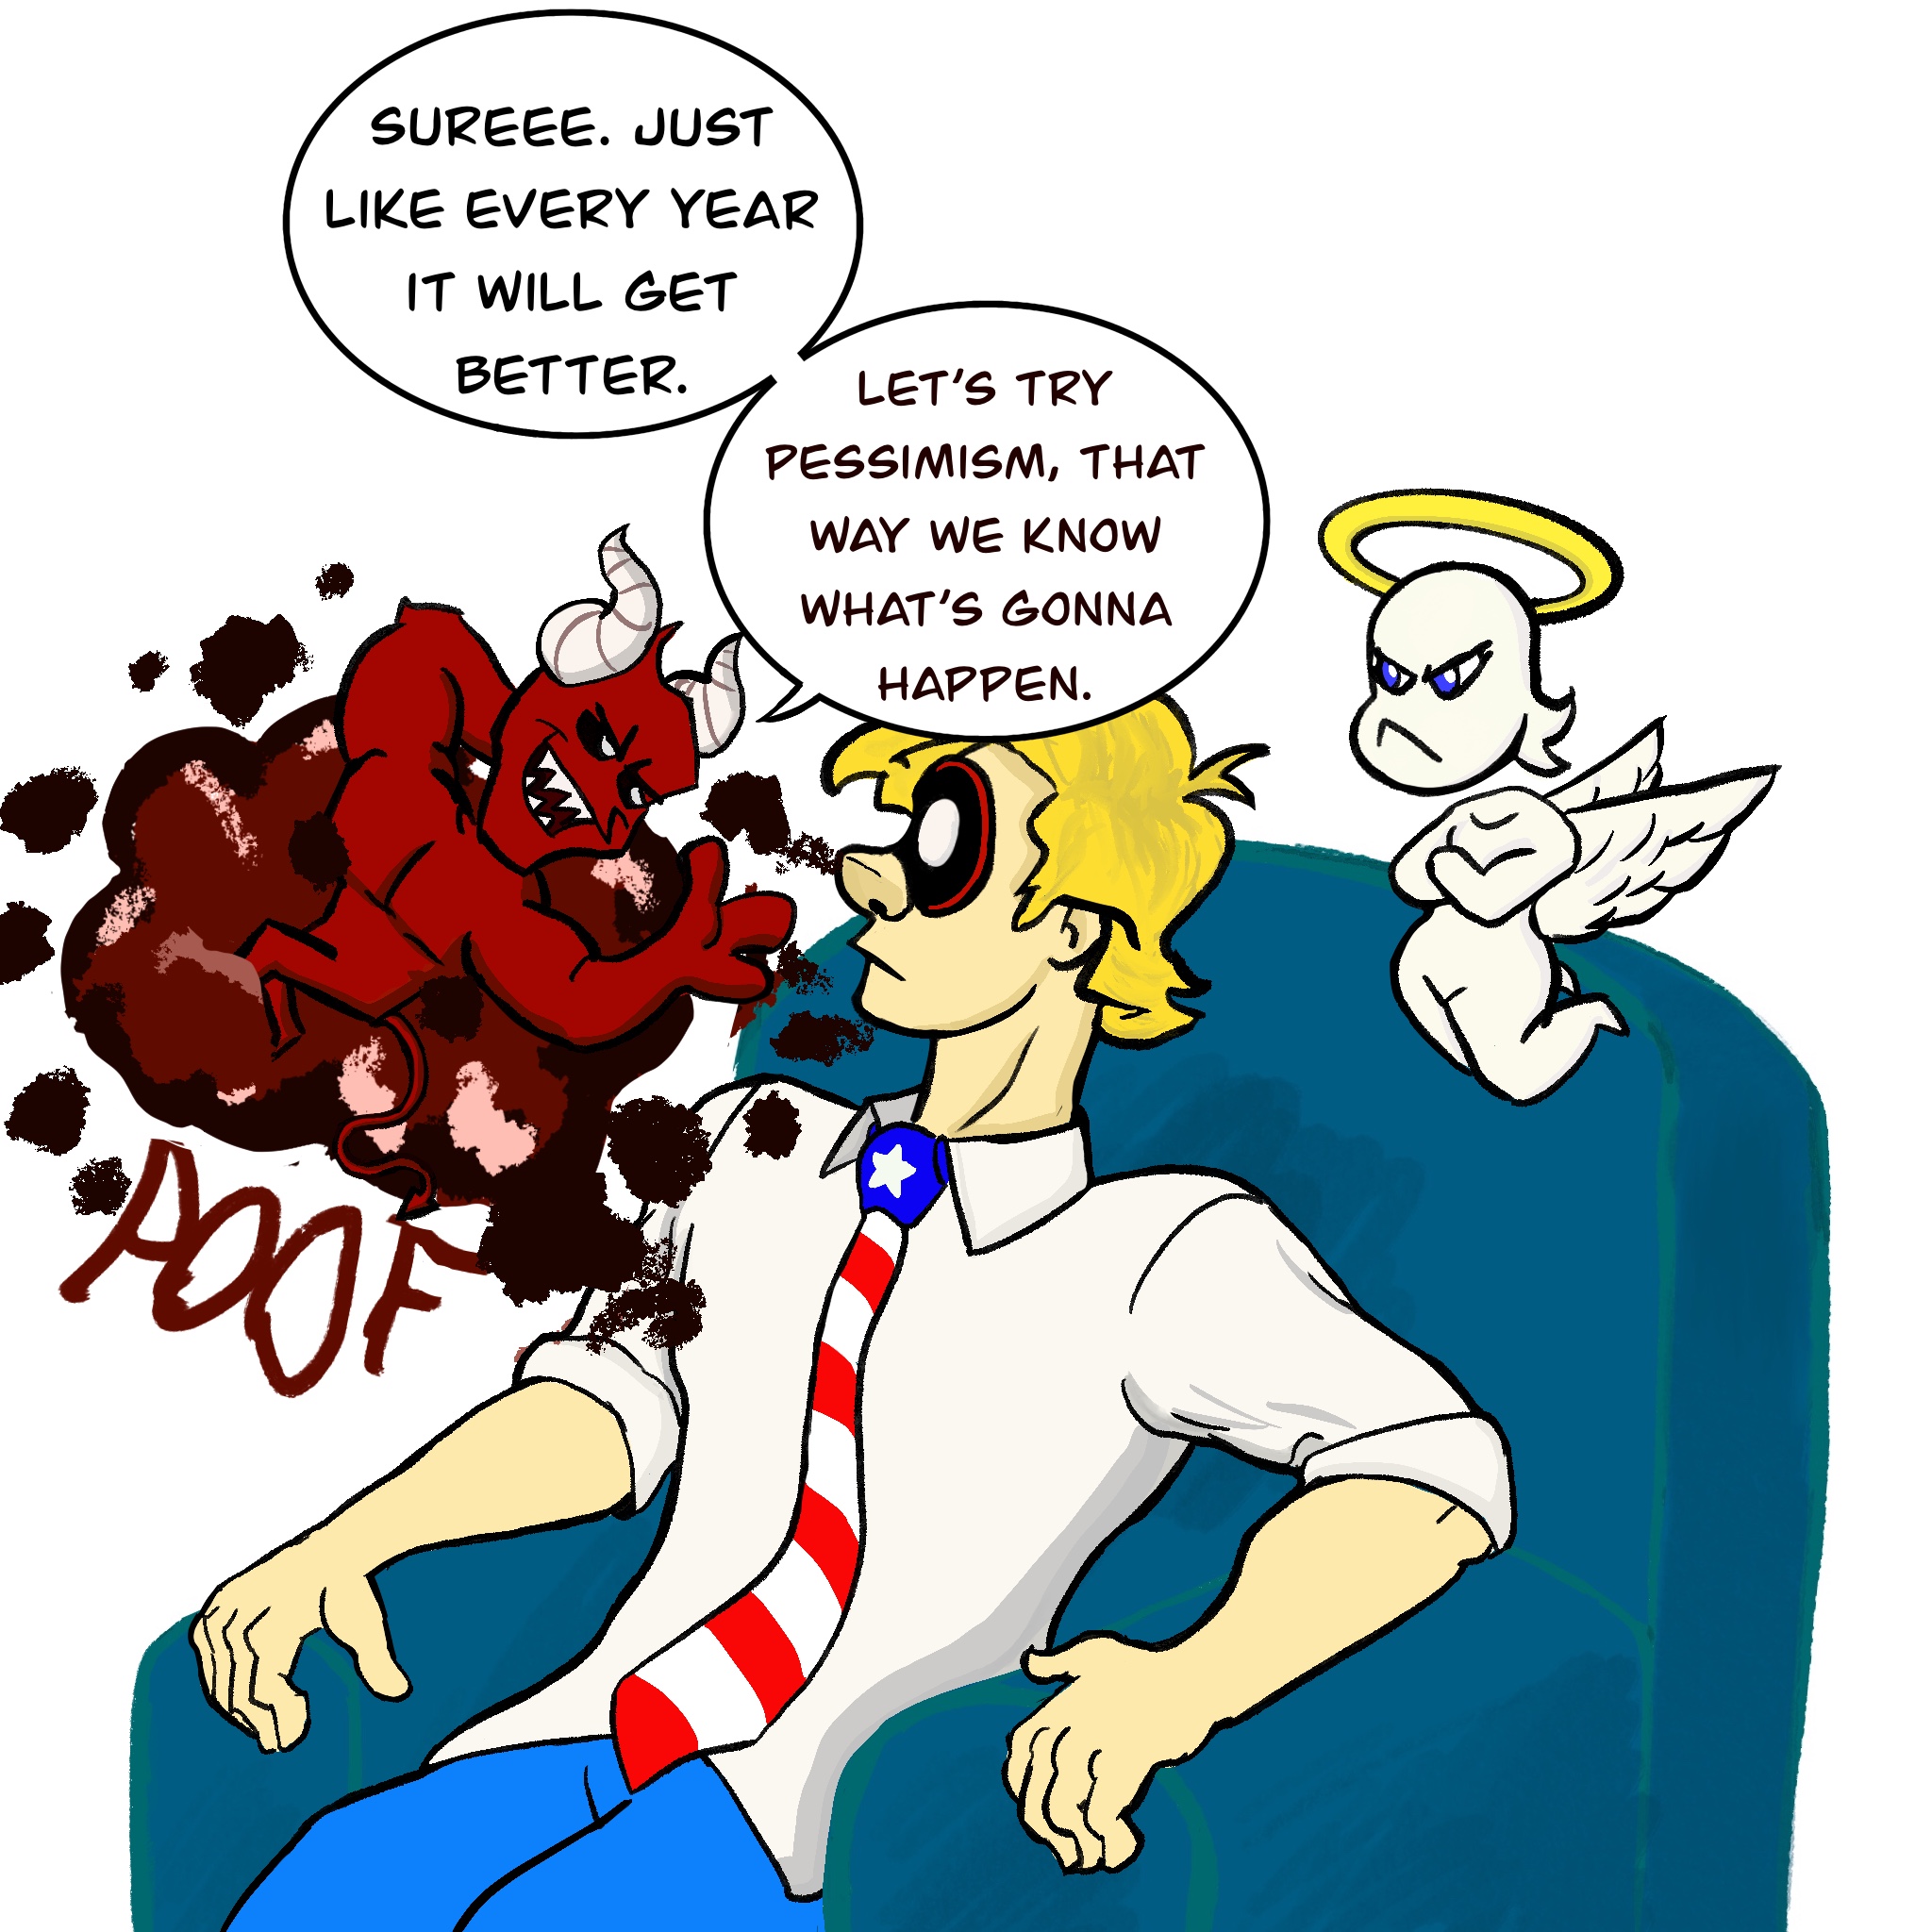 SUREEE. JUST
LIKE EVERY YEAR
IT WILL GET
BETTER.
LET'S TRY
PESSIMISM, THAT
WAY WE KNOW
WHAT'S GONNA
HAPPEN.
POOF